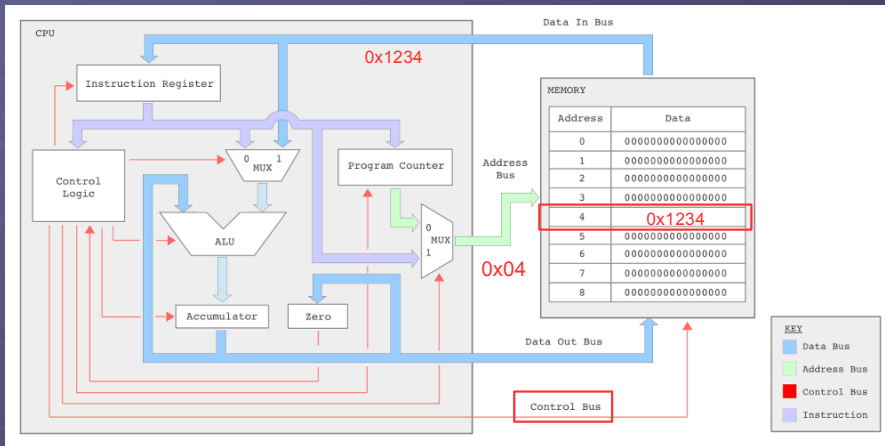 Data In Bus
CPU
0x1234
Instruction Register
MEMORY
Address Data
0 0000000000000000
1 0000000000000000
2 0000000000000000
3 0000000000000000
4 0x1234
5 0000000000000000
6 0000000000000000
7 0000000000000000
8 0000000000000000
0 1
MUX
Program Counter
Address
Bus
Control
Logic
ALU
0
MUX
1
0x04
Accumulator
Zero
Data Out Bus
Control Bus
KEY
Data Bus
Address Bus
Control Bus
Instruction